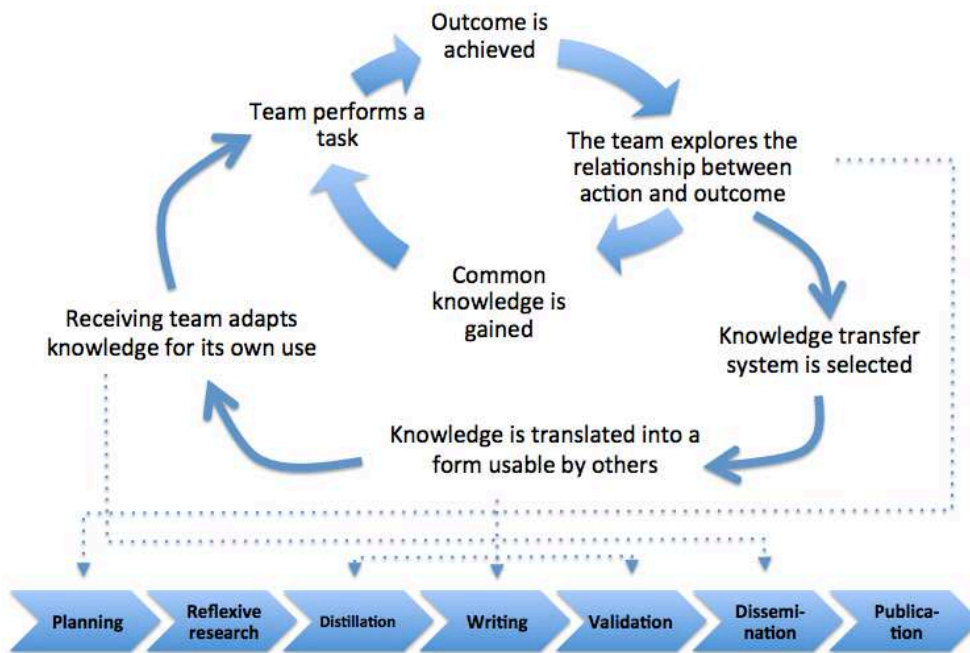 Outcome is
achieved
Team performs a
task
The team explores the
relationship between
action and outcome
Common
knowledge is
gained
Receiving team adapts
knowledge for its own use
Knowledge transfer
system is selected
Knowledge is translated into a
form usable by others
Planning
Reflexive
research
Distillation
Writing
Validation
Dissemi-
nation
Publica-
tion